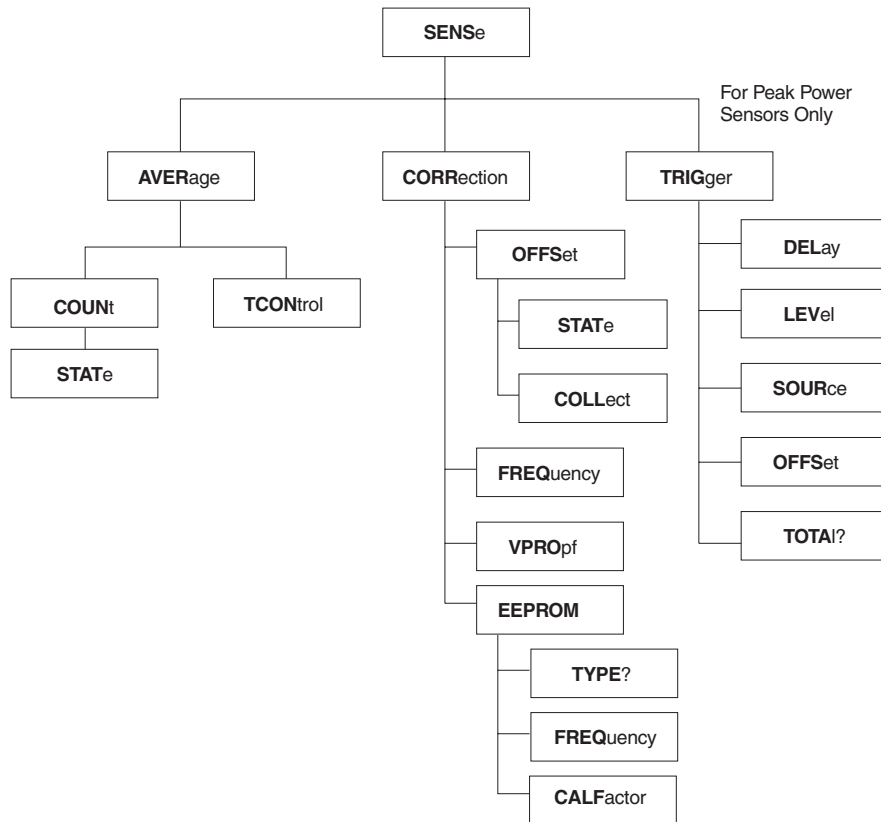 SENSe
For Peak Power
Sensors Only
AVERage
CORRection
TRIGger
COUNt
STATe
TCONtrol
OFFSet
STATe
COLLect
FREQuency
VPROpf
EEPROM
TYPE?
FREQuency
CALFactor
DELay
LEVel
SOURce
OFFSet
TOTAl?